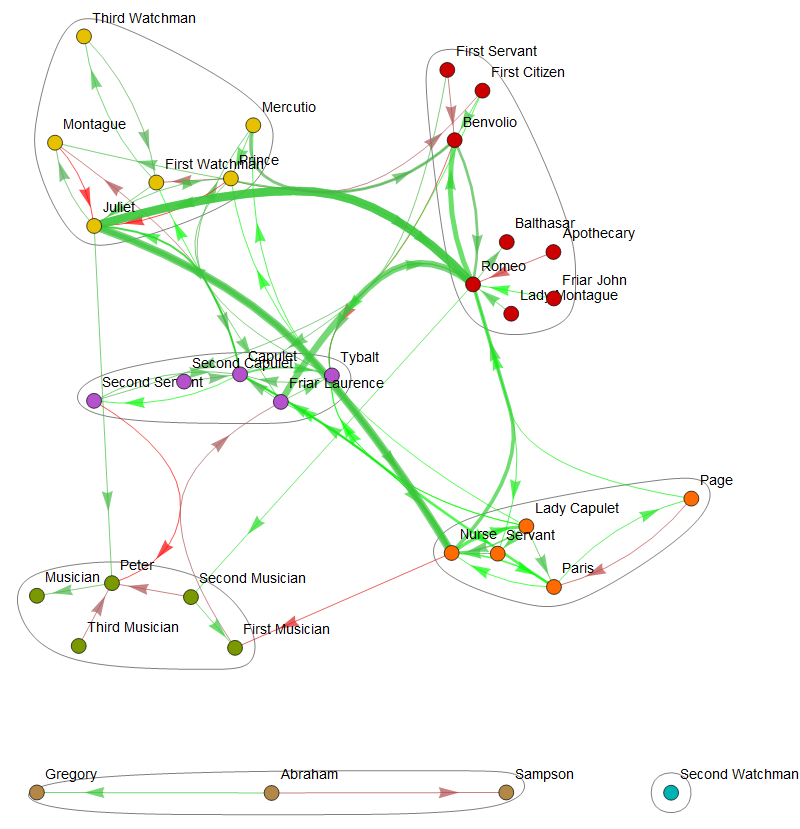 Third Watchman
First Servant
First Citizen
Mercutio
Montague
Benvolio
First Watchman
Prince
Juliet
Balthasar
Apothecary
Romeo
Friar John
Lady Montague
Capulet
Tybalt
Second Capulet
Second Servant
Friar Laurence
Page
Lady Capulet
Nurse
Servant
Paris
Peter
Musician
Second Musician
Third Musician
First Musician
Gregory
Abraham
Sampson
Second Watchman